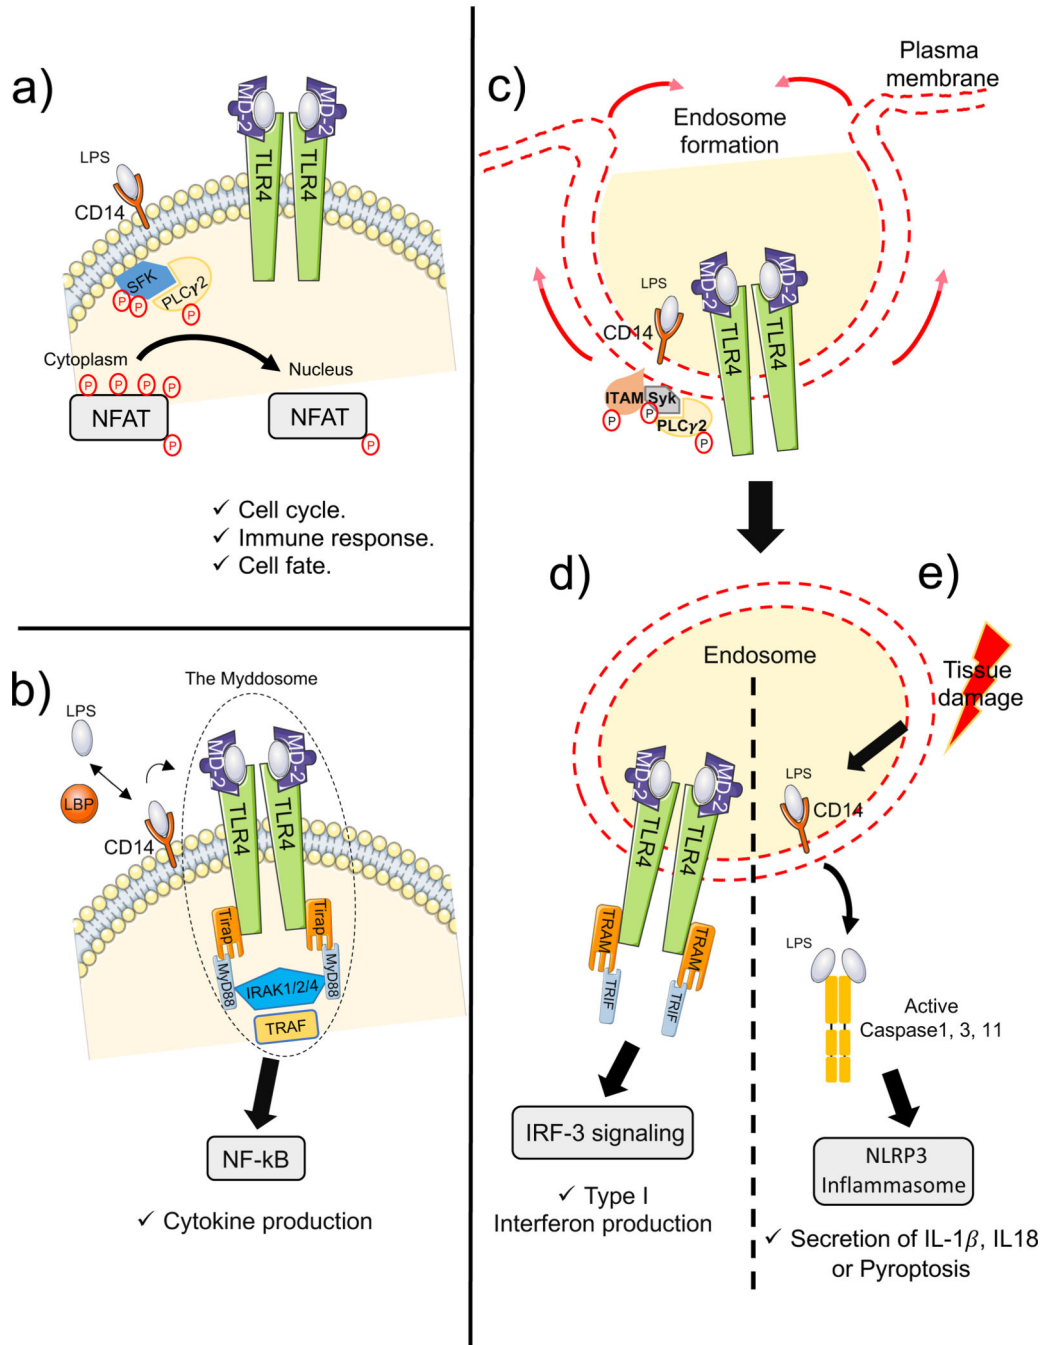 a)
MD-2
MD-2
LPS
TLR4
TLR4
CD14
SFK
PLCγ2
P
P
P
Cytoplasm
Nucleus
P
P
P
P
NFAT
NFAT
P
P
✓ Cell cycle.
✓ Immune response.
✓ Cell fate.
b)
The Myddosome
LPS
MD-2
MD-2
LBP
TLR4
TLR4
CD14
Tirap
Tirap
MyD88
MyD88
IRAK1/2/4
TRAF
NF-kB
✓ Cytokine production
c)
Plasma
membrane
Endosome
formation
MD-2
MD-2
LPS
CD14
TLR4
TLR4
ITAM
Syk
P
P
PLCγ2
P
d)
Endosome
MD-2
MD-2
TLR4
TLR4
TRAM
TRAM
TRIF
TRIF
IRF-3 signaling
✓ Type I
Interferon production
e)
Tissue
damage
LPS
CD14
LPS
Active
Caspase1, 3, 11
NLRP3
Inflammasome
✓ Secretion of IL-1β, IL18
or Pyroptosis